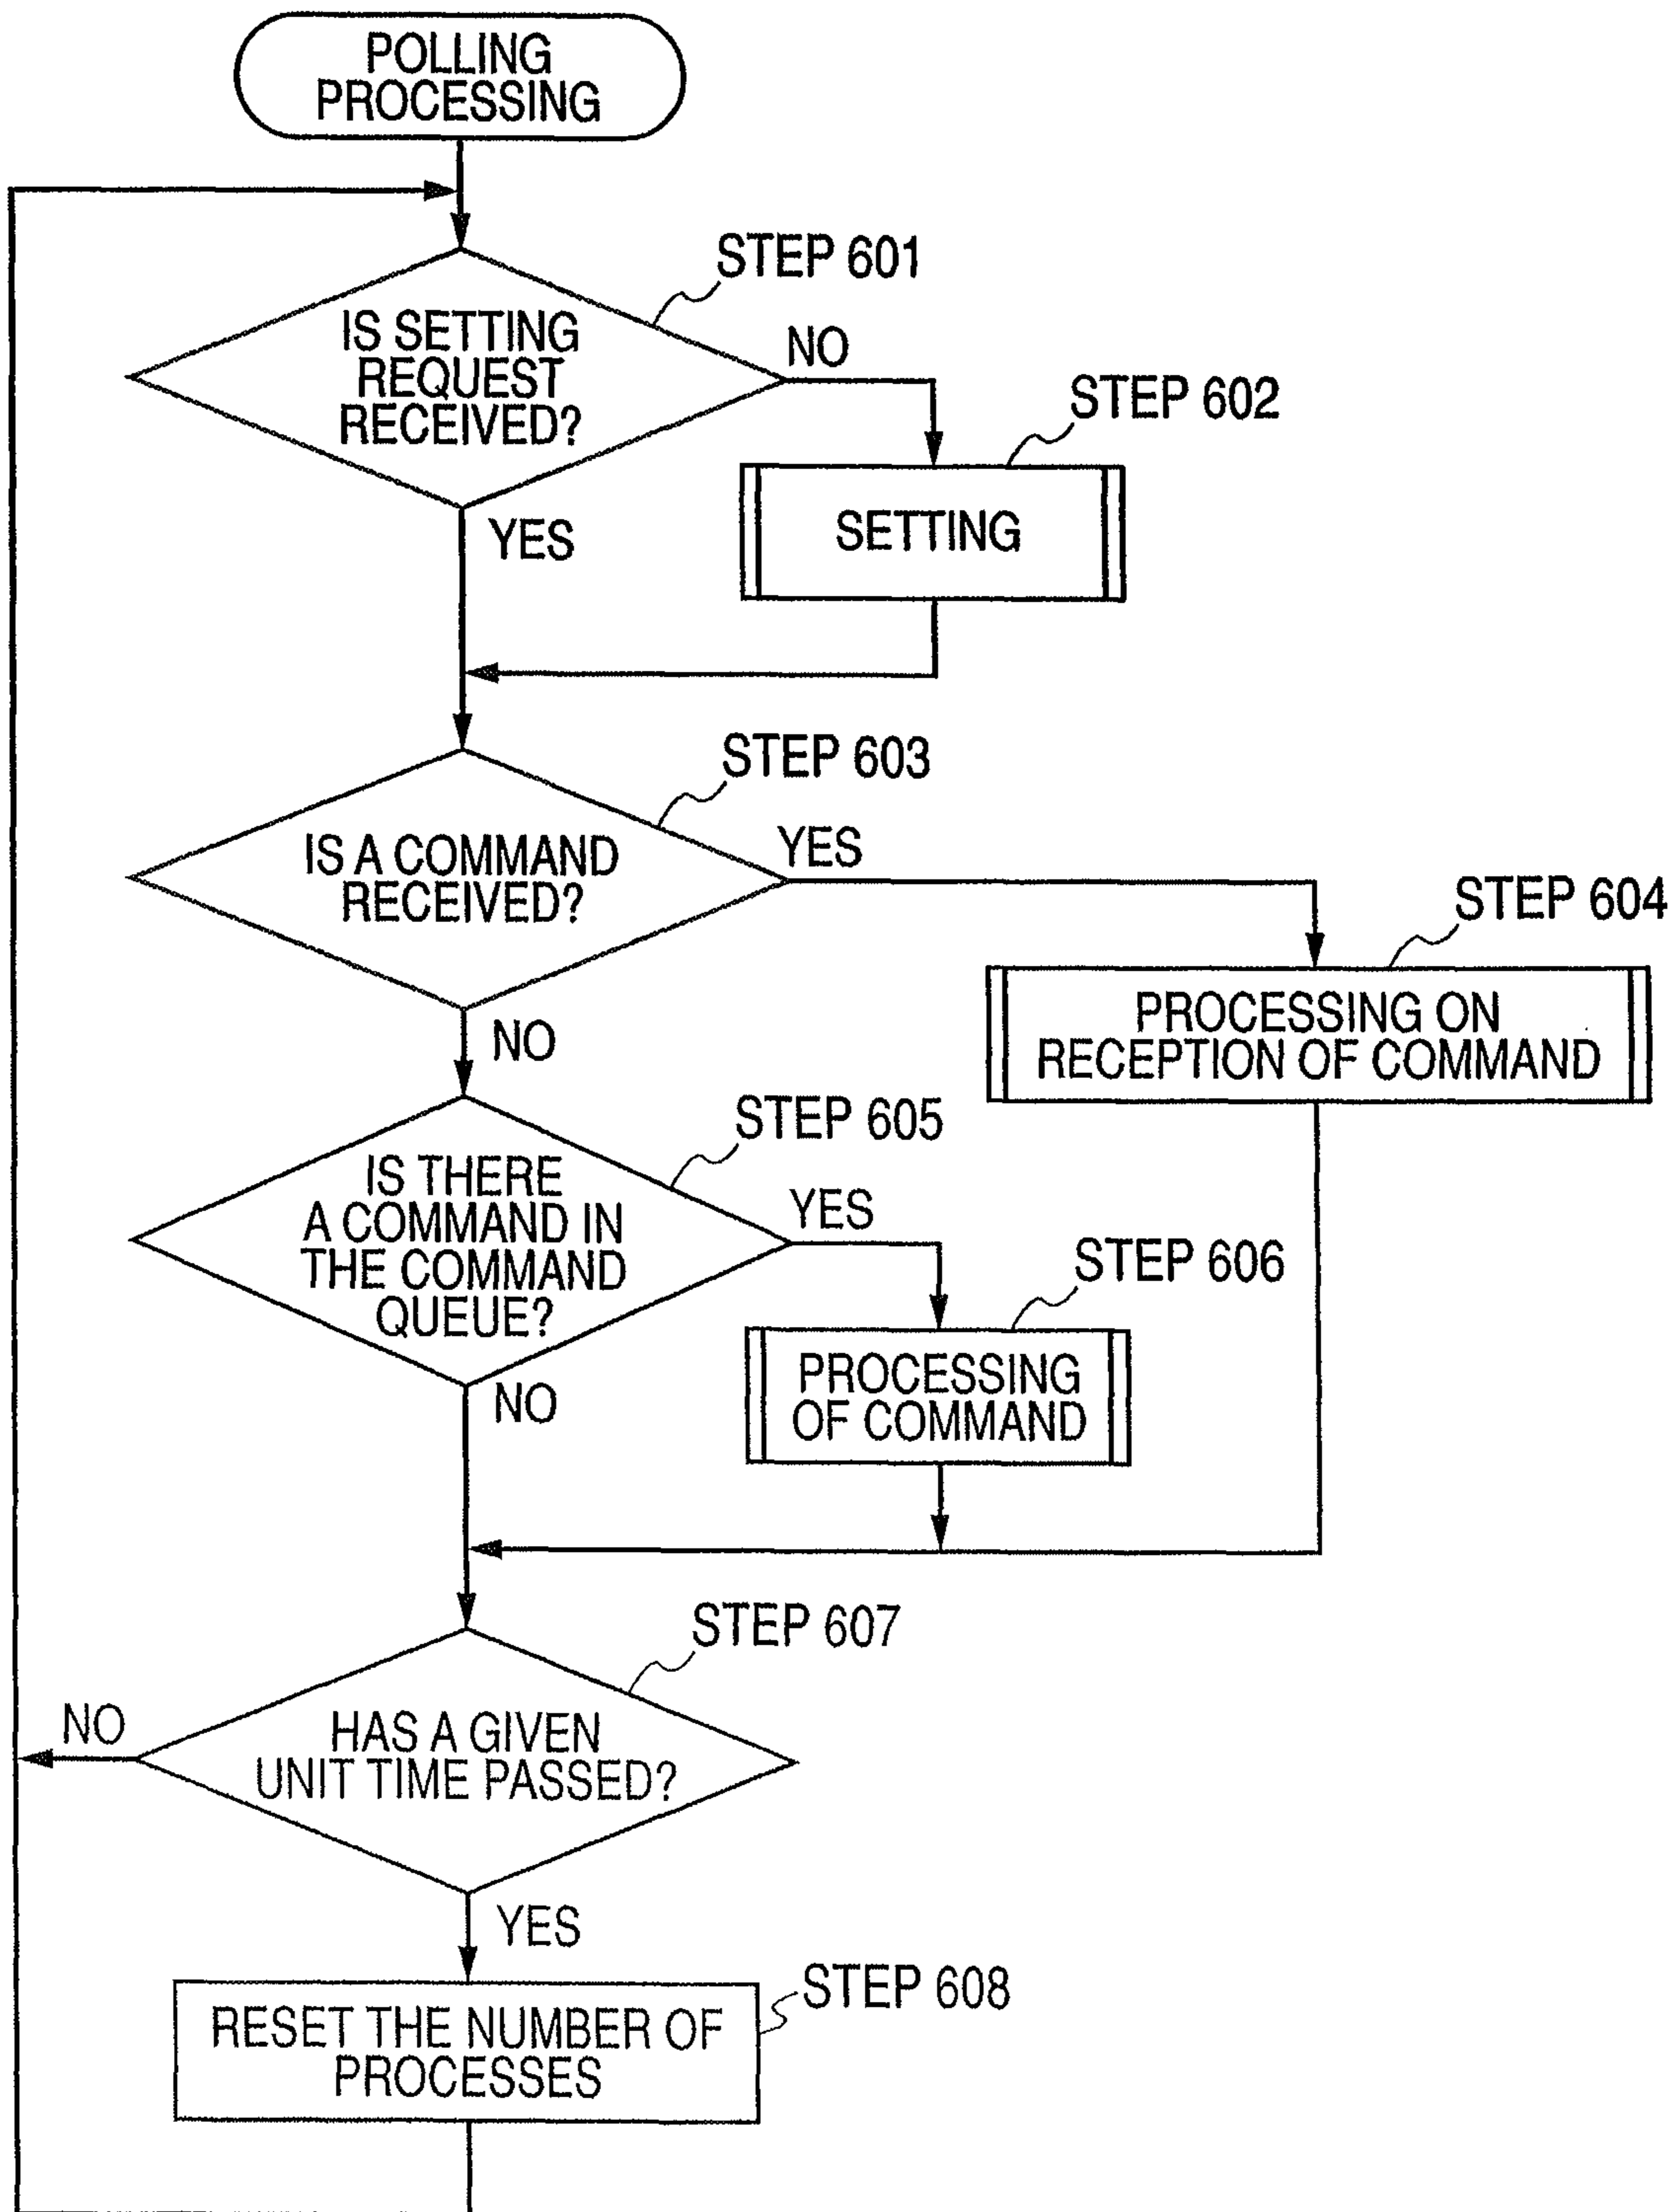 POLLING
PROCESSING
STEP 601
IS SETTING
REQUEST
RECEIVED?
NO
STEP 602
SETTING
YES
STEP 603
IS A COMMAND
RECEIVED?
YES
STEP 604
PROCESSING ON
RECEPTION OF COMMAND
NO
STEP 605
IS THERE
A COMMAND IN
THE COMMAND
QUEUE?
YES
STEP 606
PROCESSING
OF COMMAND
NO
STEP 607
HAS A GIVEN
UNIT TIME PASSED?
NO
YES
STEP 608
RESET THE NUMBER OF
PROCESSES